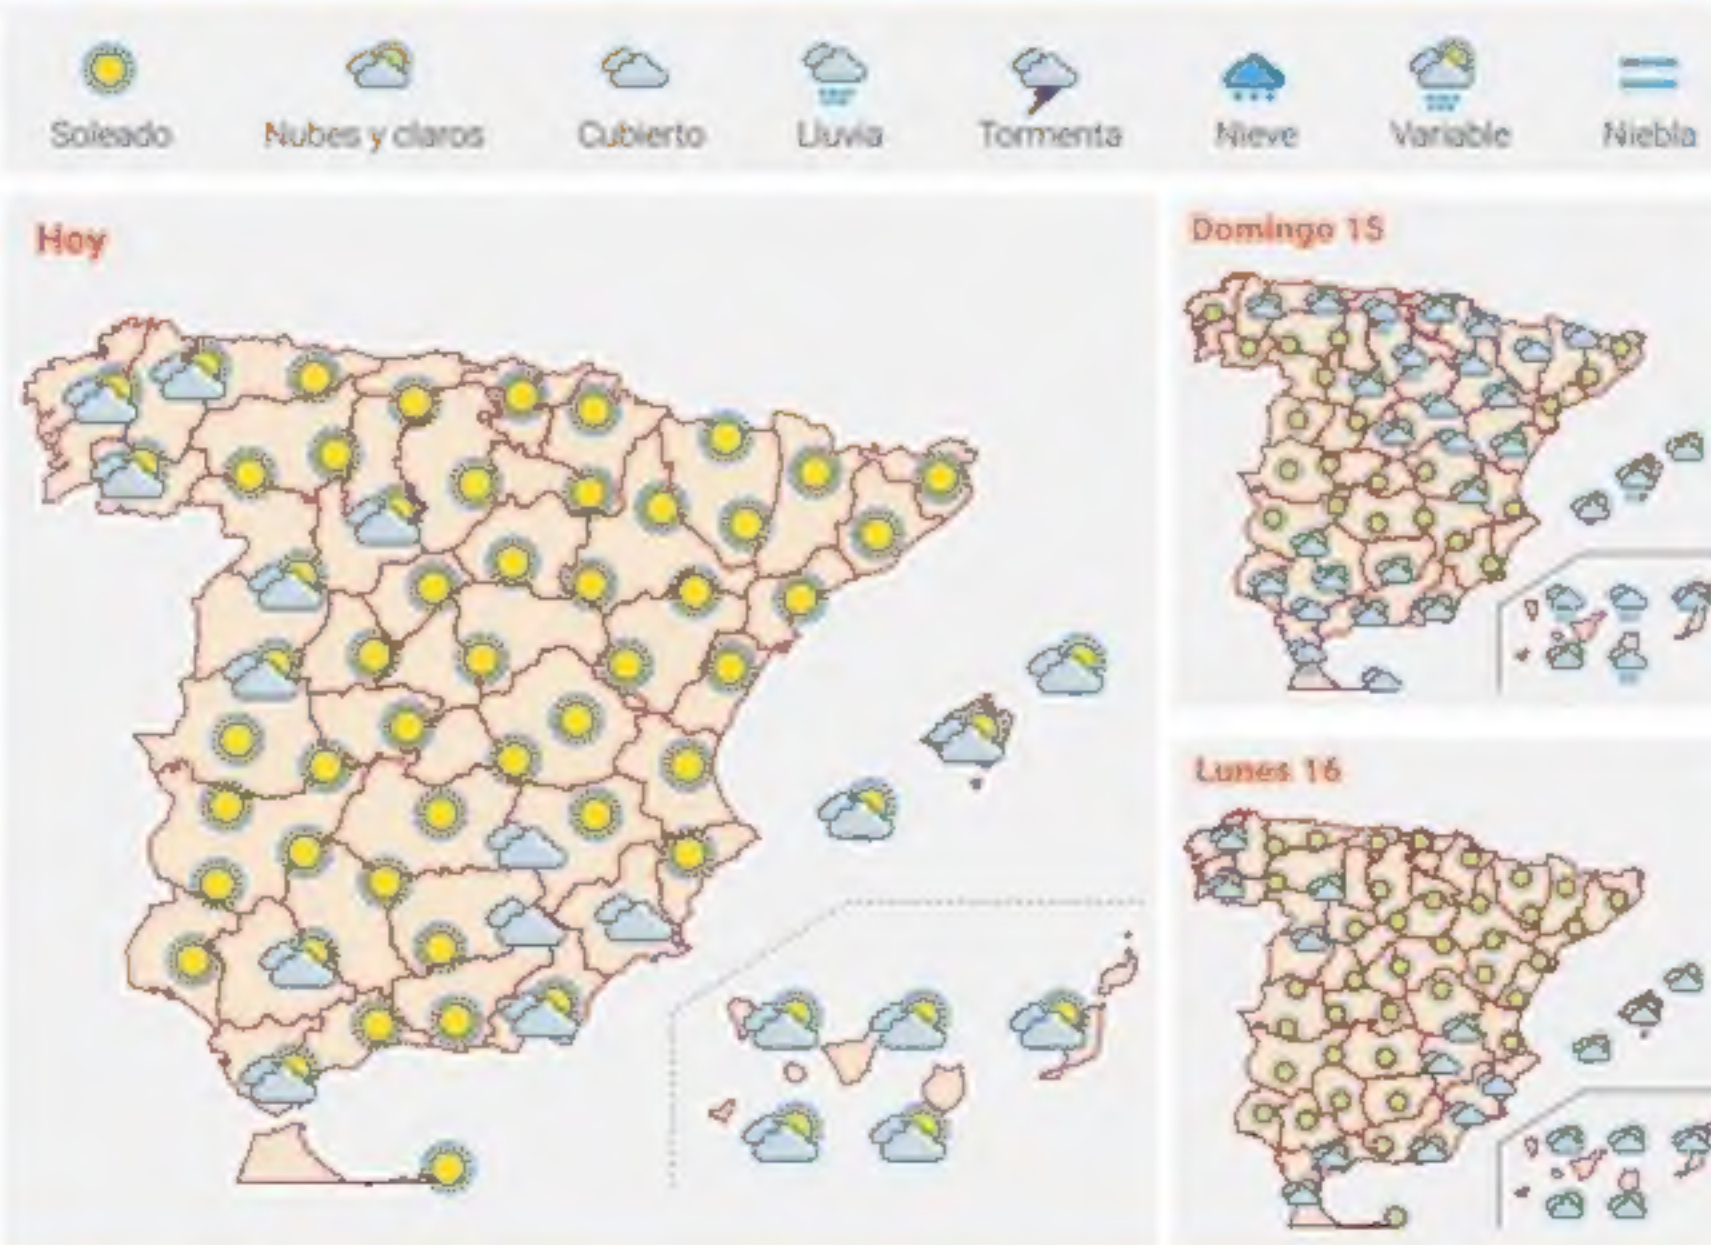 Soleado
Nubes y claros
Cubierto
Lluvia
Tormenta
Nieve
Variable
Niebla
Hoy
Domingo 15
Lunes 16